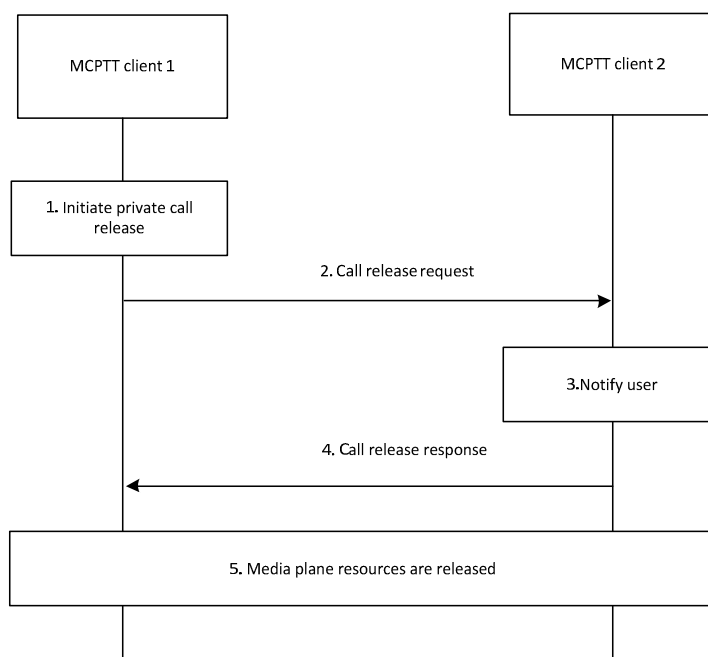 MCPTT client 1
MCPTT client 2
1. Initiate private call
release
2. Call release request
3.Notify user
4. Call release response
5. Media plane resources are released